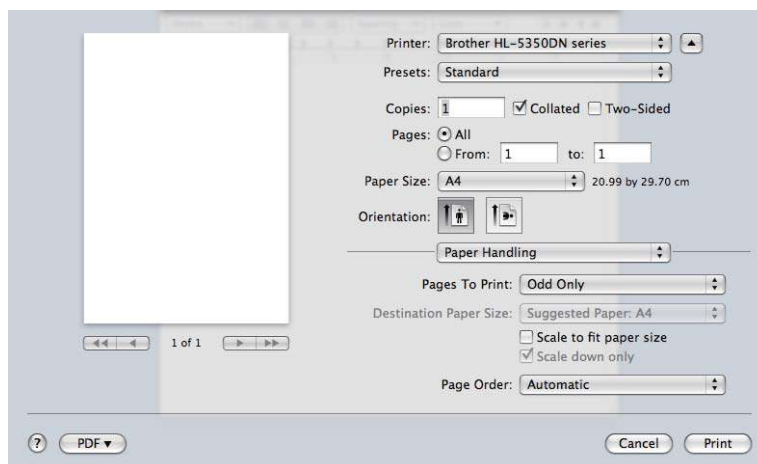 Printer: Brother HL-5350DN series
Presets: Standard
Copies: 1 Collated Two-Sided
Pages: All
From: 1 to: 1
Paper Size: A4 20.99 by 29.70 cm
Orientation:
Paper Handling
Pages To Print: Odd Only
Destination Paper Size: Suggested Paper: A4
1 of 1
Scale to fit paper size
Scale down only
Page Order: Automatic
? PDF Cancel Print